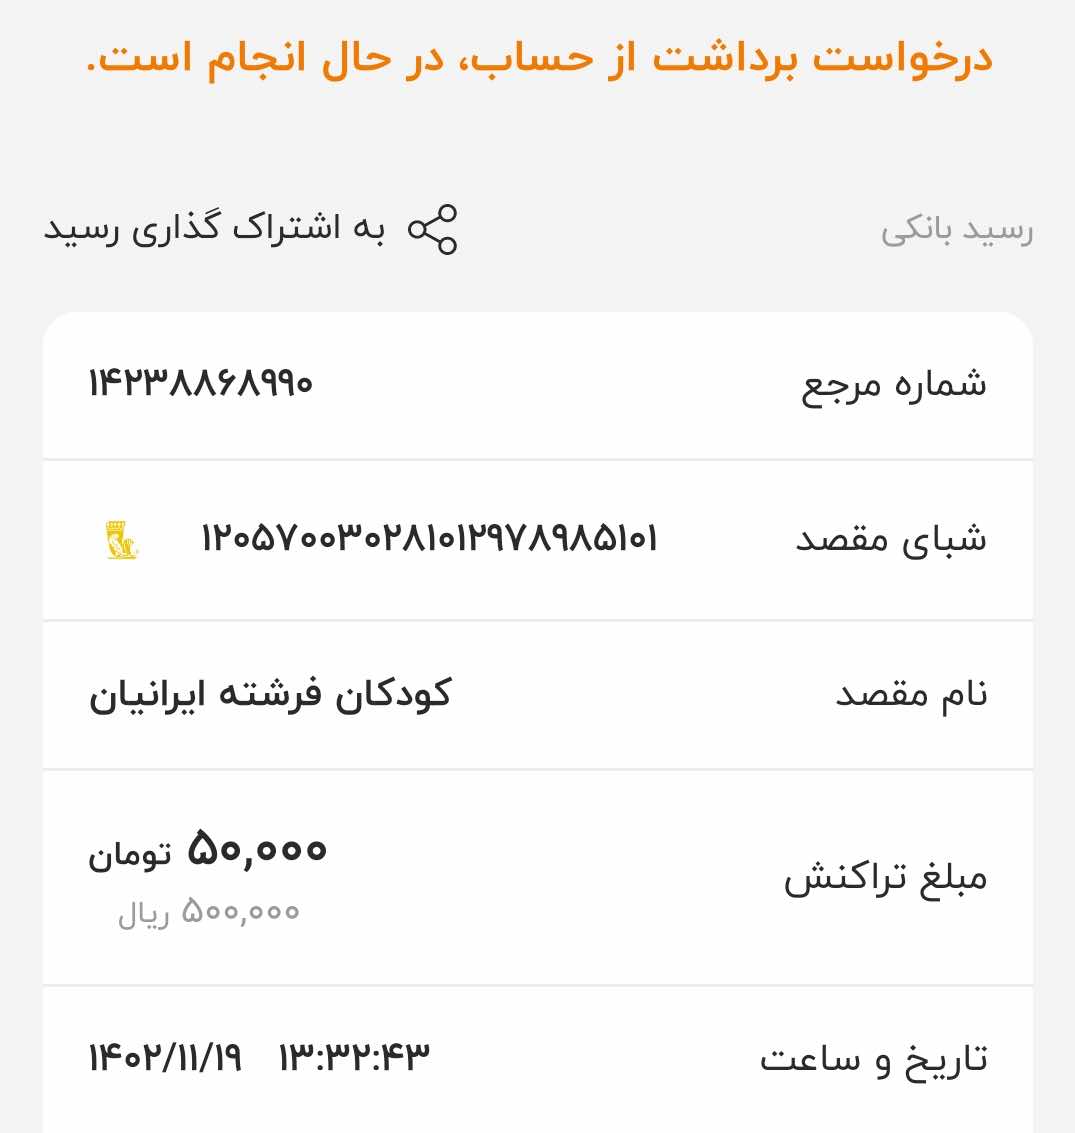 درخواست برداشت از حساب، در حال انجام است.
رسید بانکی
به اشتراک گذاری رسید
شماره مرجع ۱۴۲۳۸۸۶۸۹۹۰
شبای مقصد ۱۲۰۵۷۰۰۳۰۲۸۱۰۱۲۹۷۸۹۸۵۱۰۱
نام مقصد کودکان فرشته ایرانیان
مبلغ تراکنش ۵۰,۰۰۰ تومان
۵۰۰,۰۰۰ ریال
تاریخ و ساعت ۱۳:۳۲:۴۳ ۱۴۰۲/۱۱/۱۹